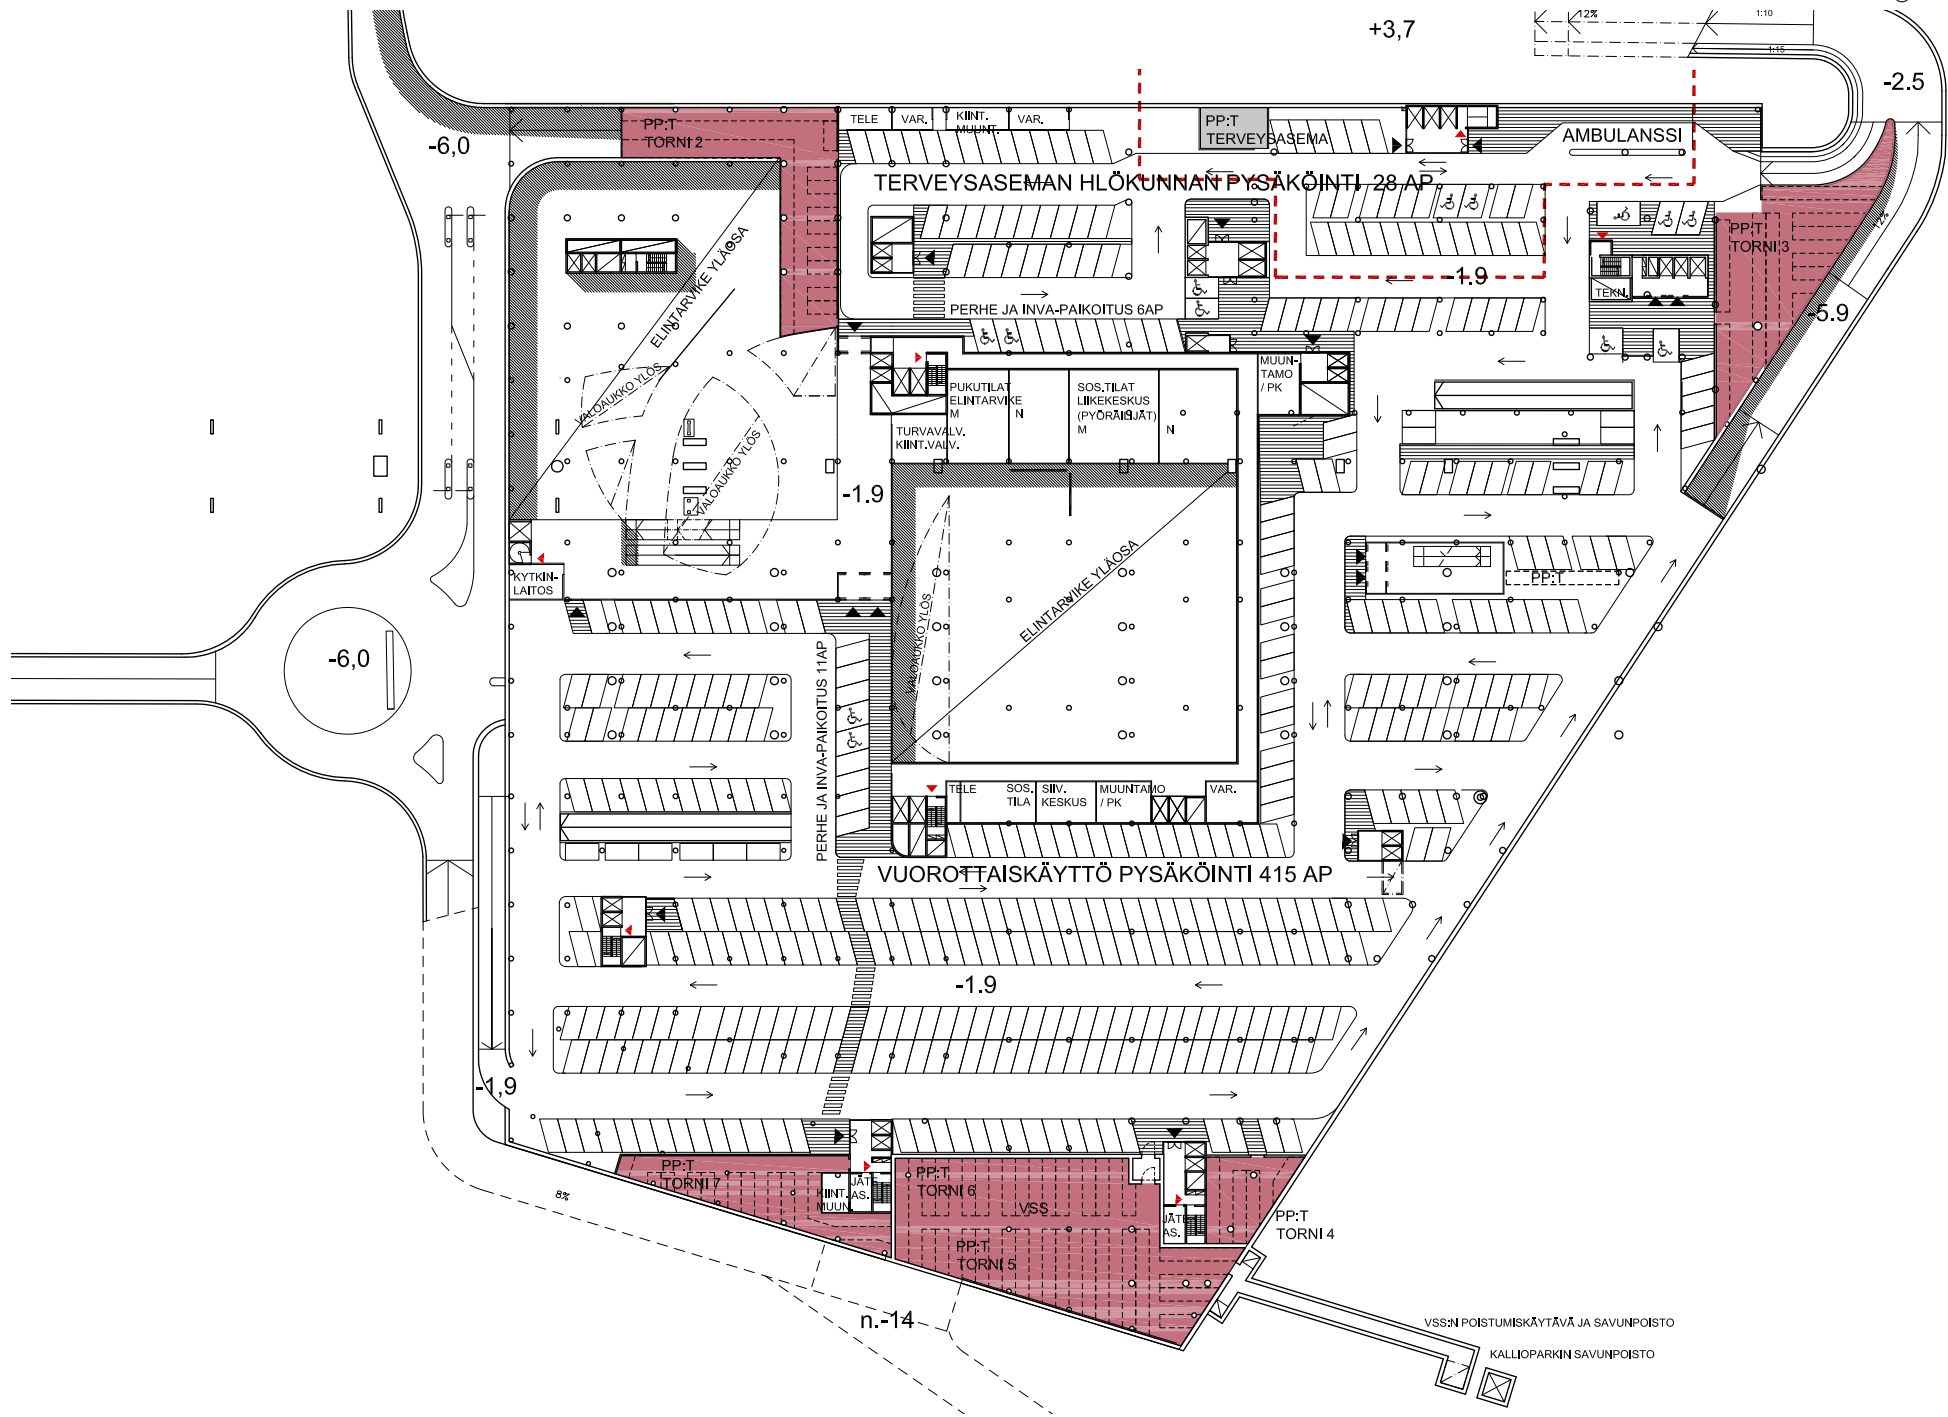 +3,7
12%
1:10
1:15
-2.5
-6,0
PP:T
TORNI 2
TELE
VAR.
KIINT.
MUUNT.
VAR.
PP:T
TERVEYSASEMA
AMBULANSSI
TERVEYSASEMAN HLÖKUNNAN PYSÄKÖINTI 28 AP
12%
PP:T
TORNI 3
ELINTARVIKE YLÄOSA
-1.9
TEKN.
PERHE JA INVA-PAIKOITUS 6AP
-5.9
VALOAUKKO YLÖS
VALOAUKKO YLÖS
PUKUTILAT
ELINTARVIKE
M
N
SOS.TILAT
LIIKEKESKUS
(PYÖRÄILIJÄT)
M
N
MUUN-
TAMO
/ PK
TURVAVALV.
KIINT.VALV.
-1.9
KYTKIN-
LAITOS
ELINTARVIKE YLÄOSA
VALOAUKKO YLÖS
PP:T
-6,0
PERHE JA INVA-PAIKOITUS 11AP
TELE
SOS.
TILA
SIIV.
KESKUS
MUUNTAMO
/ PK
VAR.
VUOROTTAISKÄYTTÖ PYSÄKÖINTI 415 AP
-1.9
-1,9
PP:T
TORNI 7
KIINT.
MUUN.
JÄTE
AS.
PP:T
TORNI 6
VSS
PP:T
TORNI 5
JÄTE
AS.
PP:T
TORNI 4
8%
n.-14
VSS:N POISTUMISKÄYTÄVÄ JA SAVUNPOISTO
KALLIOPARKIN SAVUNPOISTO